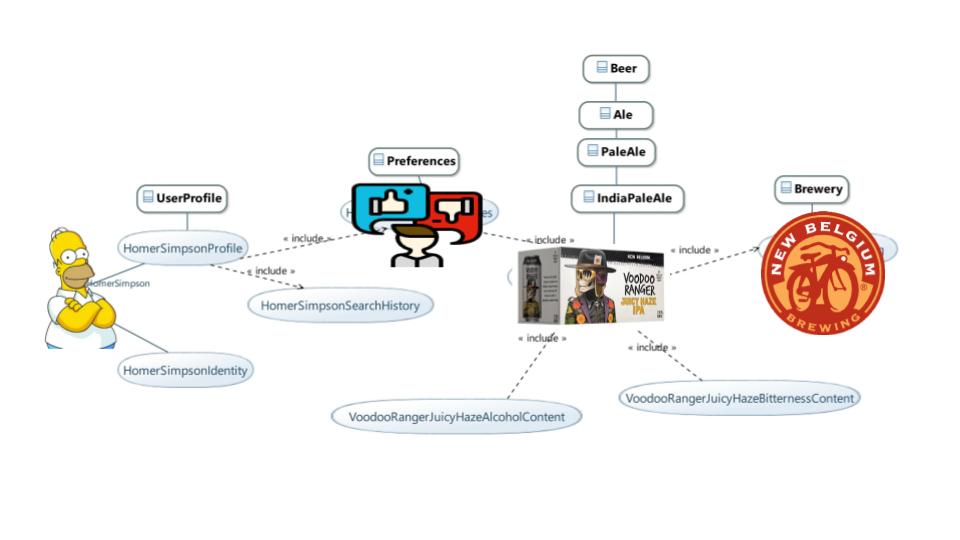 Beer
Ale
PaleAle
Preferences
IndiaPaleAle
Brewery
UserProfile
HomerSimpsonProfile
« include »
« include »
« include »
« include »
HomerSimpson
HomerSimpsonSearchHistory
NEW BELGIUM
VOODOO
RANGER
JUICY HAZE
IPA
NEW BELGIUM
BREWING
®
« include »
« include »
HomerSimpsonIdentity
VoodooRangerJuicyHazeBitternessContent
VoodooRangerJuicyHazeAlcoholContent